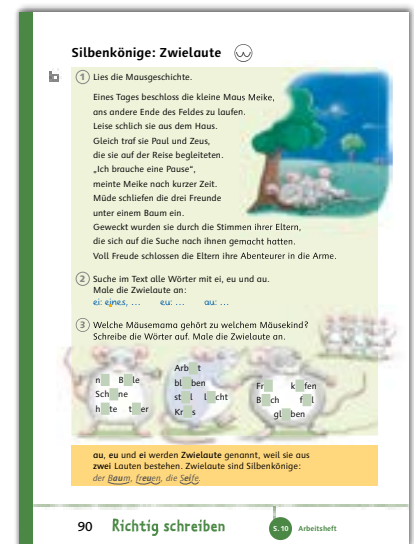 Silbenkönige: Zwielaute
1 Lies die Mausgeschichte.
Eines Tages beschloss die kleine Maus Meike,
ans andere Ende des Feldes zu laufen.
Leise schlich sie aus dem Haus.
Gleich traf sie Paul und Zeus,
die sie auf der Reise begleiteten.
„Ich brauche eine Pause“,
meinte Meike nach kurzer Zeit.
Müde schliefen die drei Freunde
unter einem Baum ein.
Geweckt wurden sie durch die Stimmen ihrer Eltern,
die sich auf die Suche nach ihnen gemacht hatten.
Voll Freude schlossen die Eltern ihre Abenteurer in die Arme.
2 Suche im Text alle Wörter mit ei, eu und au.
Male die Zwielaute an:
ei: eines, ... eu: ... au: ...
3 Welche Mäusemama gehört zu welchem Mäusekind?
Schreibe die Wörter auf. Male die Zwielaute an.
n B le
Sch ne
h te t er
Arb t
bl ben
st l l cht
Kr s
Fr k fen
B ch f l
gl ben
au, eu und ei werden Zwielaute genannt, weil sie aus
zwei Lauten bestehen. Zwielaute sind Silbenkönige:
der Baum, freuen, die Seife.
90 Richtig schreiben S. 10 Arbeitsheft